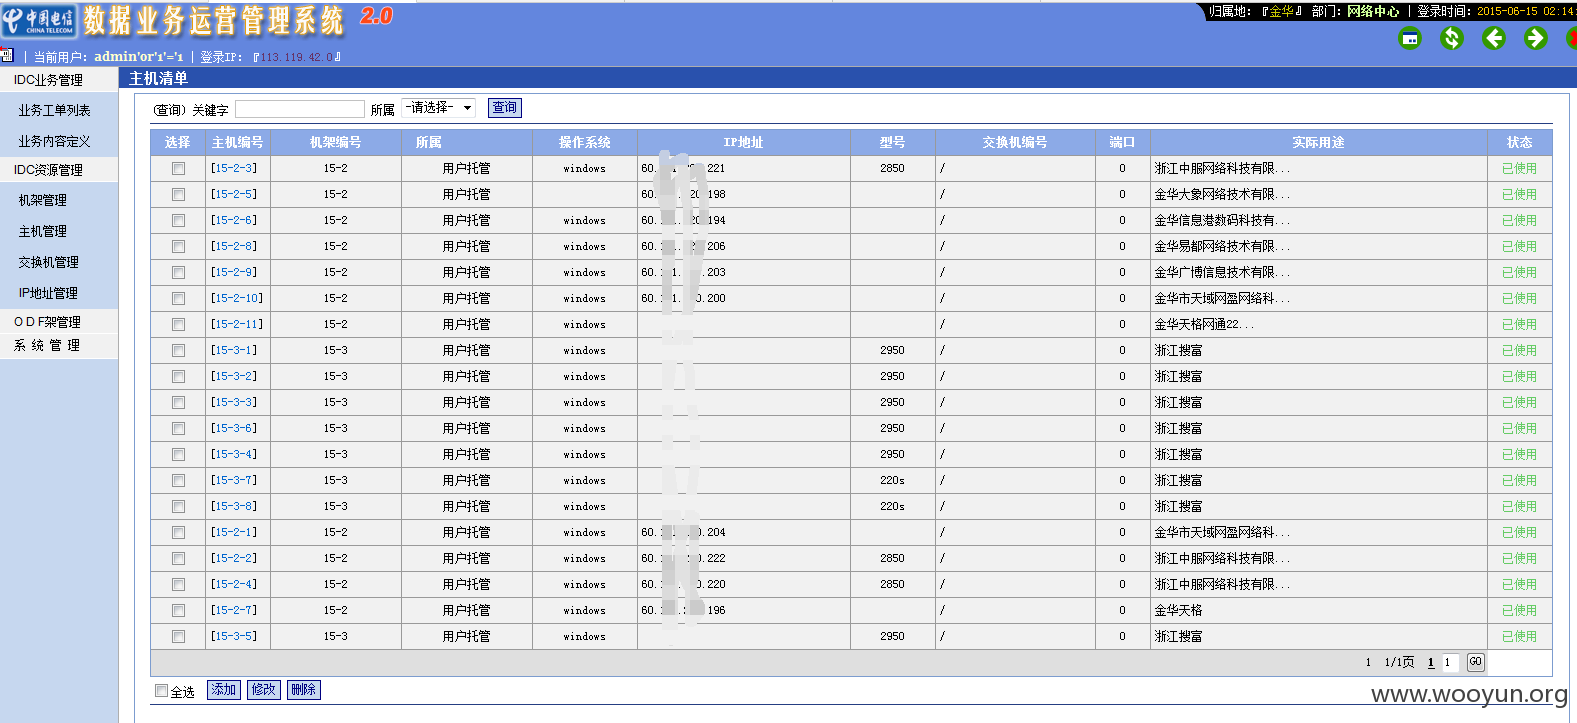 中国电信 CHINA TELECOM 数据业务运营管理系统 2.0
归属地：『金华』 部门：网络中心 | 登录时间：2015-06-15 02:14:
| 当前用户：admin'or'1'='1 | 登录IP：『113.119.42.0』
IDC业务管理
业务工单列表
业务内容定义
IDC资源管理
机架管理
主机管理
交换机管理
IP地址管理
O D F架管理
系 统 管 理
主机清单
(查询) 关键字 所属 -请选择- 查询
选择 主机编号 机架编号 所属 操作系统 IP地址 型号 交换机编号 端口 实际用途 状态
[15-2-3] 15-2 用户托管 windows 60. 221 2850 / 0 浙江中服网络科技有限... 已使用
[15-2-5] 15-2 用户托管 60. 198 / 0 金华大象网络技术有限... 已使用
[15-2-6] 15-2 用户托管 windows 60. 194 / 0 金华信息港数码科技有... 已使用
[15-2-8] 15-2 用户托管 windows 60. 206 / 0 金华易都网络技术有限... 已使用
[15-2-9] 15-2 用户托管 windows 60. .203 / 0 金华广博信息技术有限... 已使用
[15-2-10] 15-2 用户托管 windows 60. .200 / 0 金华市天域网盈网络科... 已使用
[15-2-11] 15-2 用户托管 windows / 0 金华天格网通22... 已使用
[15-3-1] 15-3 用户托管 windows 2950 / 0 浙江搜富 已使用
[15-3-2] 15-3 用户托管 windows 2950 / 0 浙江搜富 已使用
[15-3-3] 15-3 用户托管 windows 2950 / 0 浙江搜富 已使用
[15-3-6] 15-3 用户托管 windows 2950 / 0 浙江搜富 已使用
[15-3-4] 15-3 用户托管 windows 2950 / 0 浙江搜富 已使用
[15-3-7] 15-3 用户托管 windows 220s / 0 浙江搜富 已使用
[15-3-8] 15-3 用户托管 windows 220s / 0 浙江搜富 已使用
[15-2-1] 15-2 用户托管 windows 60. .204 / 0 金华市天域网盈网络科... 已使用
[15-2-2] 15-2 用户托管 windows 60. .222 2850 / 0 浙江中服网络科技有限... 已使用
[15-2-4] 15-2 用户托管 windows 60. .220 2850 / 0 浙江中服网络科技有限... 已使用
[15-2-7] 15-2 用户托管 windows 60. 196 / 0 金华天格 已使用
[15-3-5] 15-3 用户托管 windows 2950 / 0 浙江搜富 已使用
1 1/1页 1 1 GO
全选 添加 修改 删除
www.wooyun.org